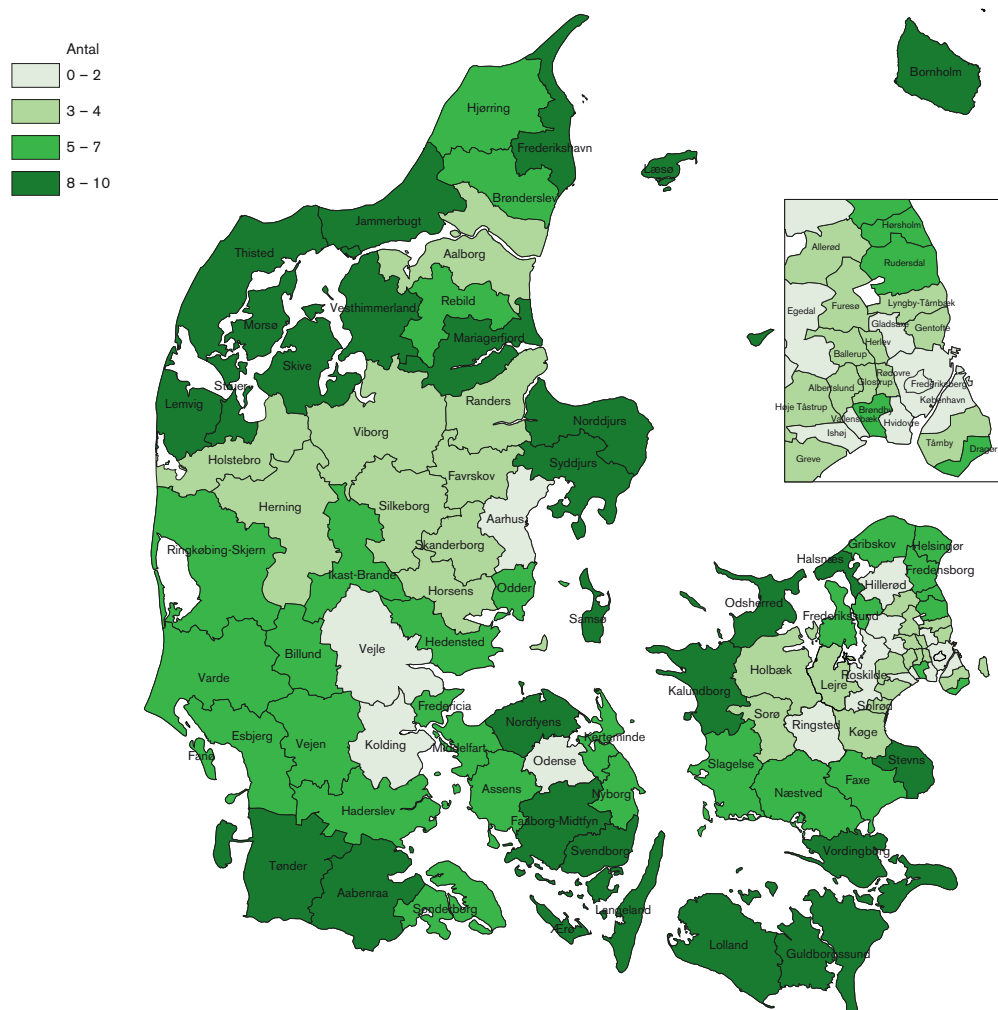 Antal
0 – 2
3 – 4
5 – 7
8 – 10
Bornholm
Hjørring
Frederikshavn
Læsø
Brønderslev
Jammerbugt
Thisted
Aalborg
Vesthimmerland
Rebild
Morsø
Mariagerfjord
Skive
Struer
Lemvig
Randers
Norddjurs
Viborg
Holstebro
Syddjurs
Favrskov
Herning
Silkeborg
Aarhus
Skanderborg
Ringkøbing-Skjern
Ikast-Brande
Horsens
Odder
Samsø
Hedensted
Vejle
Billund
Varde
Fredericia
Kolding
Esbjerg
Vejen
Fanø
Middelfart
Nordfyens
Kerteminde
Odense
Assens
Nyborg
Haderslev
Faaborg-Midtfyn
Svendborg
Tønder
Aabenraa
Sønderborg
Langeland
Ærø
Hørsholm
Allerød
Rudersdal
Egedal
Furesø
Lyngby-Tårnbæk
Gladsaxe
Gentofte
Herlev
Ballerup
Rødovre
Glostrup
Frederiksberg
Albertslund
København
Høje Tåstrup
Brøndby
Vallensbæk
Hvidovre
Ishøj
Tårnby
Dragør
Greve
Gribskov
Helsingør
Halsnæs
Fredensborg
Hillerød
Odsherred
Frederikssund
Holbæk
Roskilde
Lejre
Kalundborg
Solrød
Sorø
Ringsted
Køge
Stevns
Slagelse
Faxe
Næstved
Vordingborg
Lolland
Guldborgsund